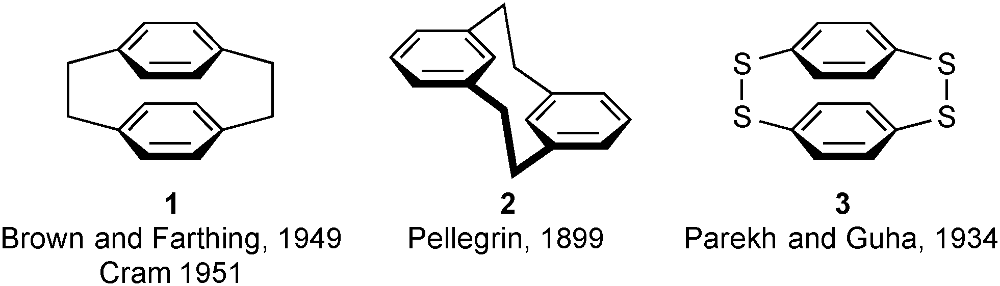 S S
S S
1 2 3
Brown and Farthing, 1949 Pellegrin, 1899 Parekh and Guha, 1934
Cram 1951